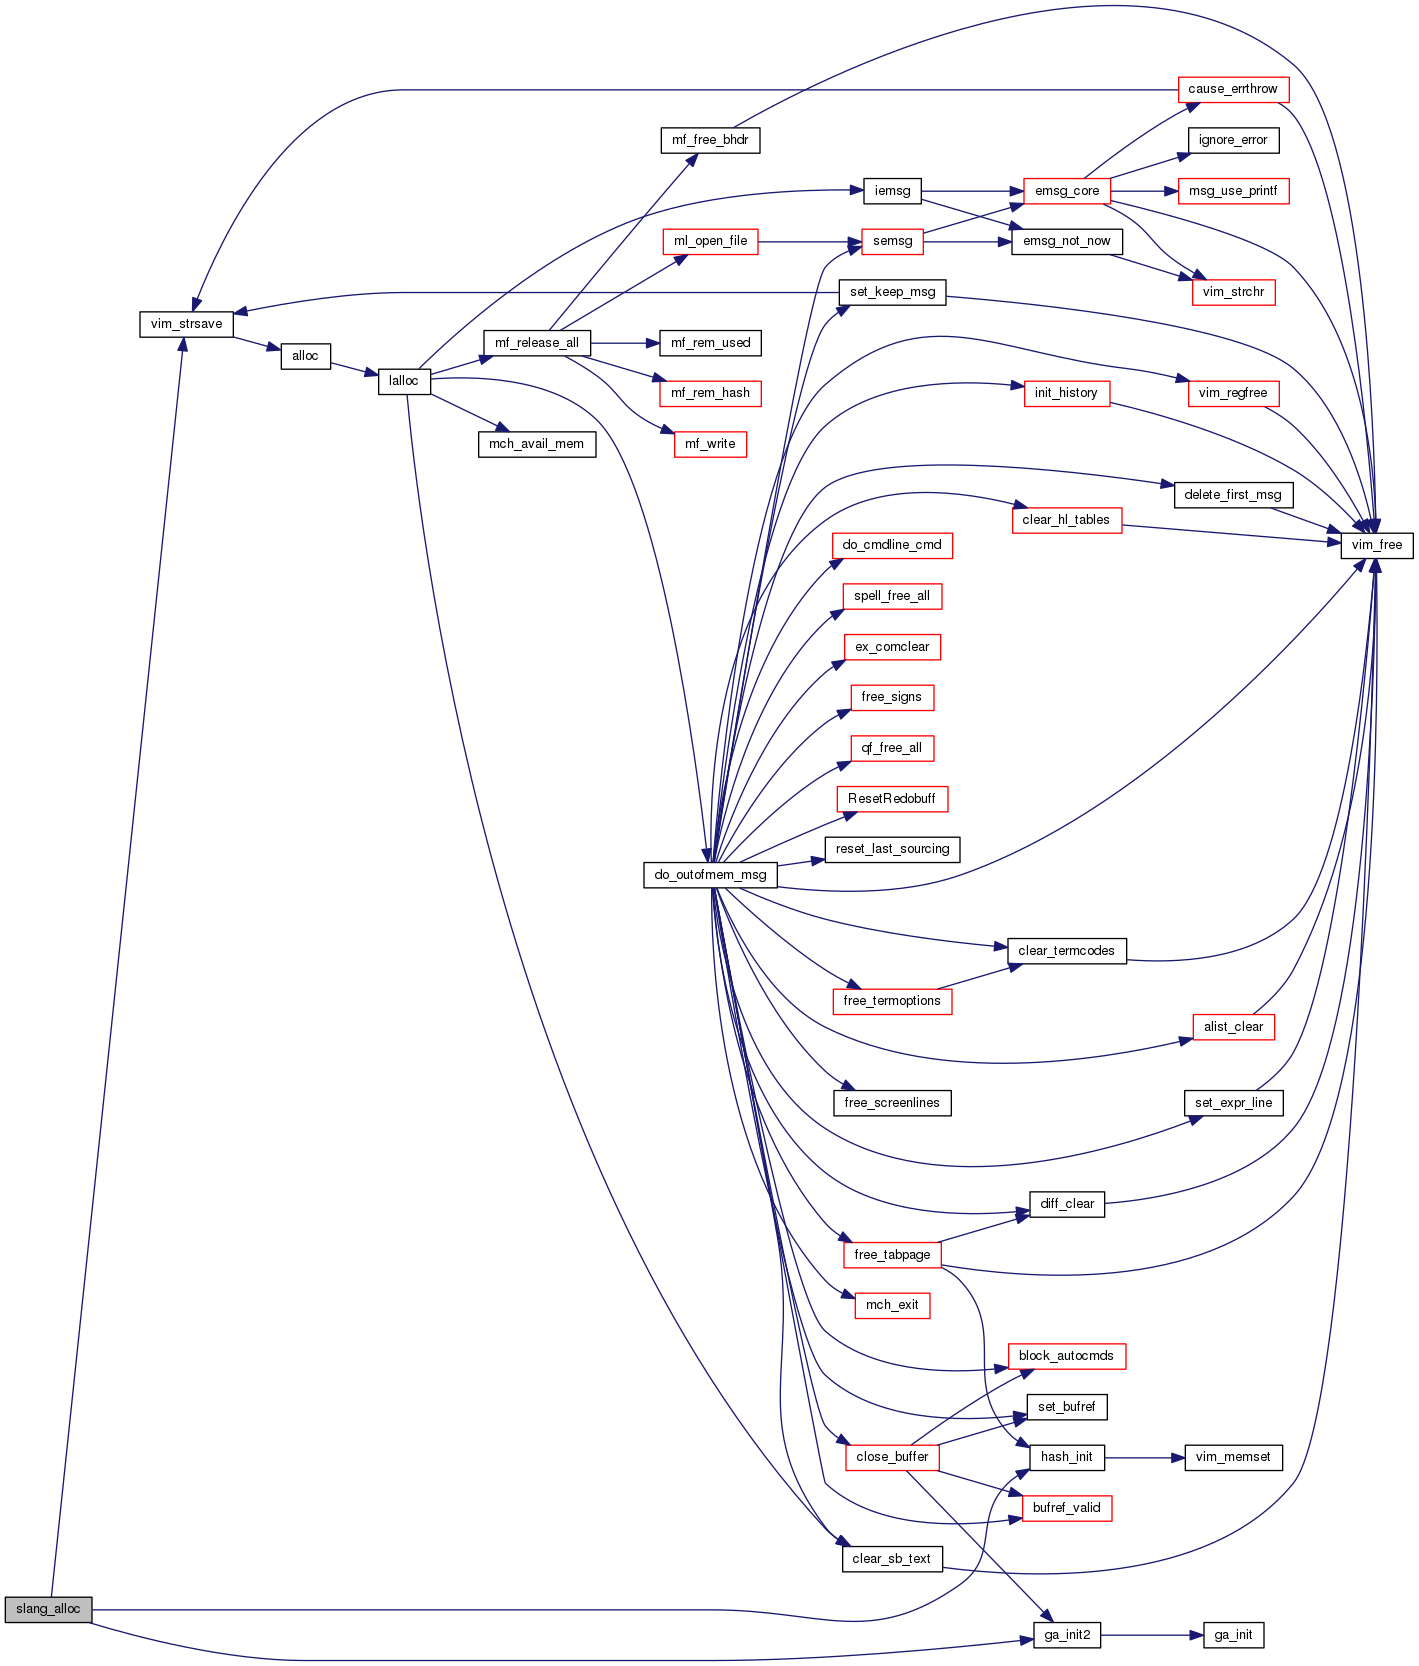 cause_errthrow
mf_free_bhdr
ignore_error
iemsg
emsg_core
msg_use_printf
ml_open_file
semsg
emsg_not_now
set_keep_msg
vim_strchr
vim_strsave
alloc
mf_release_all
mf_rem_used
lalloc
mf_rem_hash
init_history
vim_regfree
mch_avail_mem
mf_write
delete_first_msg
clear_hl_tables
do_cmdline_cmd
vim_free
spell_free_all
ex_comclear
free_signs
qf_free_all
ResetRedobuff
reset_last_sourcing
do_outofmem_msg
clear_termcodes
free_termoptions
alist_clear
free_screenlines
set_expr_line
diff_clear
free_tabpage
mch_exit
block_autocmds
set_bufref
close_buffer
hash_init
vim_memset
bufref_valid
clear_sb_text
slang_alloc
ga_init2
ga_init